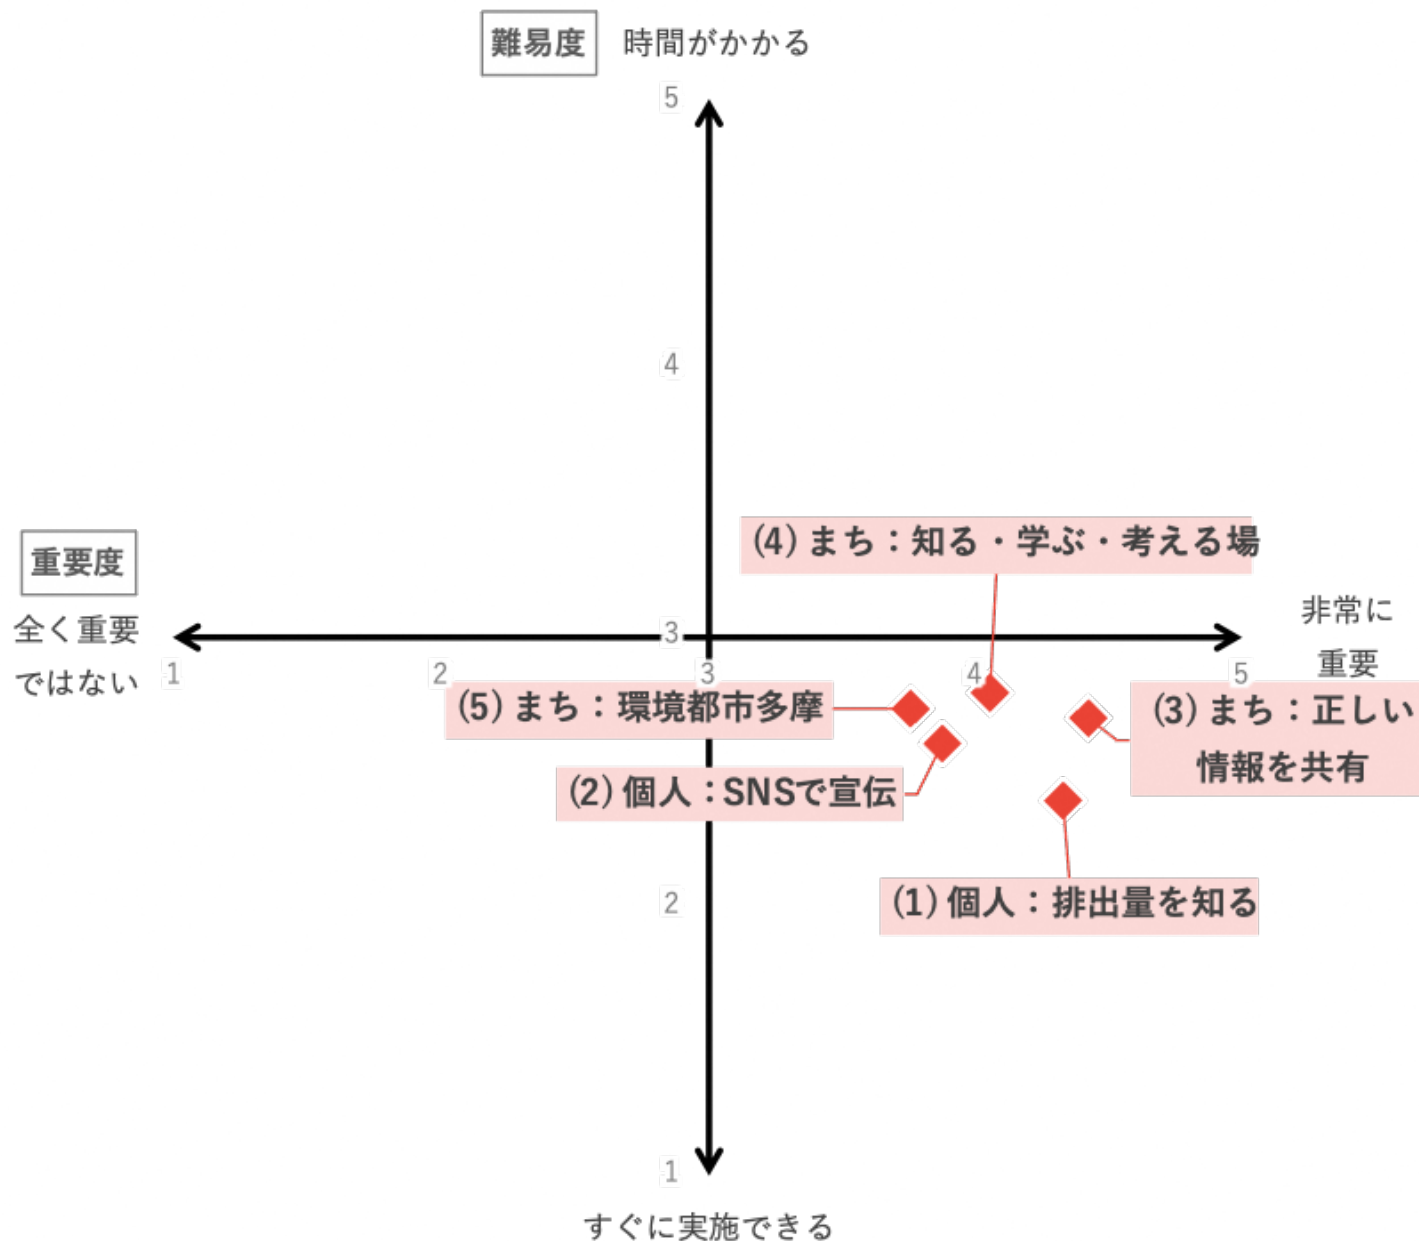 難易度 時間がかかる
5
4
(4) まち：知る・学ぶ・考える場
重要度
全く重要
ではない
非常に
重要
3
1
2
3
4
5
(5) まち：環境都市多摩
(3) まち：正しい
情報を共有
(2) 個人：SNSで宣伝
(1) 個人：排出量を知る
2
1
すぐに実施できる